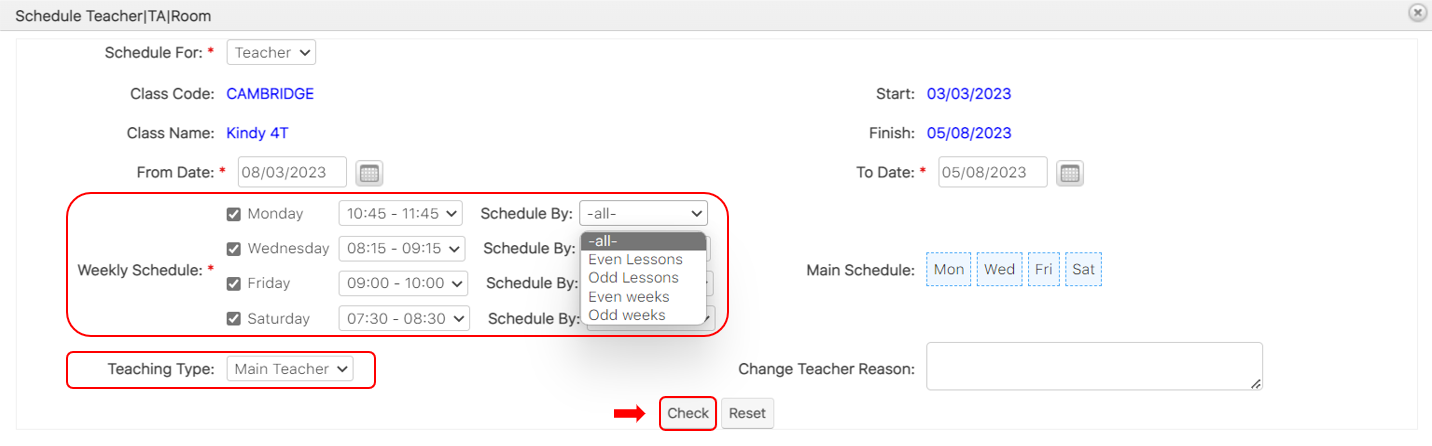 Schedule Teacher|TA|Room
Schedule For: * Teacher
Class Code: CAMBRIDGE Start: 03/03/2023
Class Name: Kindy 4T Finish: 05/08/2023
From Date: * 08/03/2023 To Date: * 05/08/2023
Monday 10:45 - 11:45 Schedule By: -all-
Wednesday 08:15 - 09:15 Schedule By: -all-
Even Lessons
Weekly Schedule: * Main Schedule: Mon Wed Fri Sat
Friday 09:00 - 10:00 Schedule By: Odd Lessons
Even weeks
Saturday 07:30 - 08:30 Schedule By: Odd weeks
Teaching Type: Main Teacher Change Teacher Reason:
Check Reset